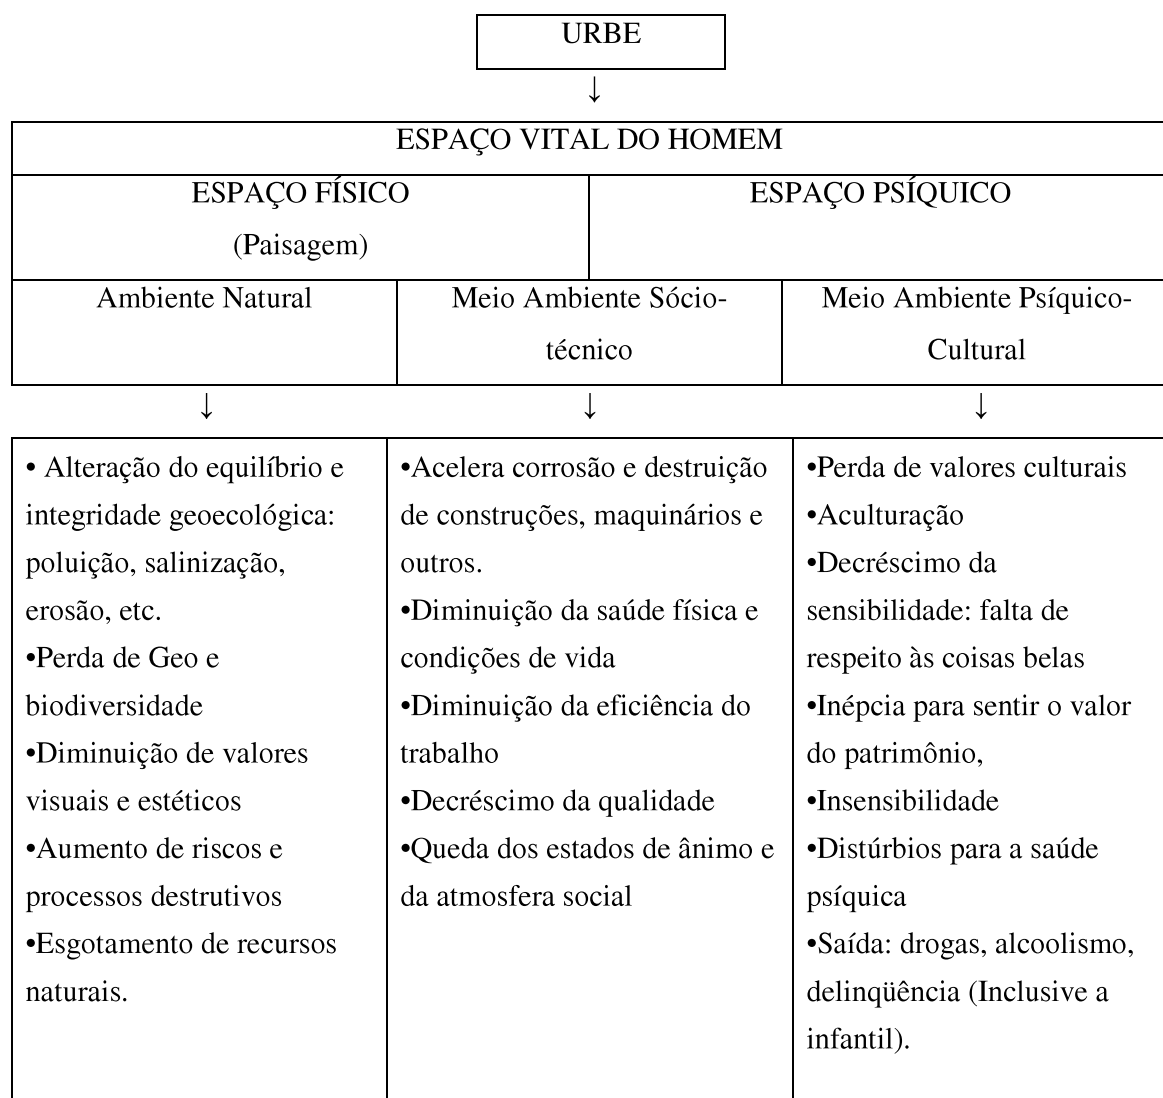 URBE
↓
ESPAÇO VITAL DO HOMEM
ESPAÇO FÍSICO
(Paisagem)
ESPAÇO PSÍQUICO
Ambiente Natural
Meio Ambiente Sócio-
técnico
Meio Ambiente Psíquico-
Cultural
↓ ↓ ↓
• Alteração do equilíbrio e
integridade geoecológica:
poluição, salinização,
erosão, etc.
•Perda de Geo e
biodiversidade
•Diminuição de valores
visuais e estéticos
•Aumento de riscos e
processos destrutivos
•Esgotamento de recursos
naturais.
•Acelera corrosão e destruição
de construções, maquinários e
outros.
•Diminuição da saúde física e
condições de vida
•Diminuição da eficiência do
trabalho
•Decréscimo da qualidade
•Queda dos estados de ânimo e
da atmosfera social
•Perda de valores culturais
•Aculturação
•Decréscimo da
sensibilidade: falta de
respeito às coisas belas
•Inépcia para sentir o valor
do patrimônio,
•Insensibilidade
•Distúrbios para a saúde
psíquica
•Saída: drogas, alcoolismo,
delinqüência (Inclusive a
infantil).